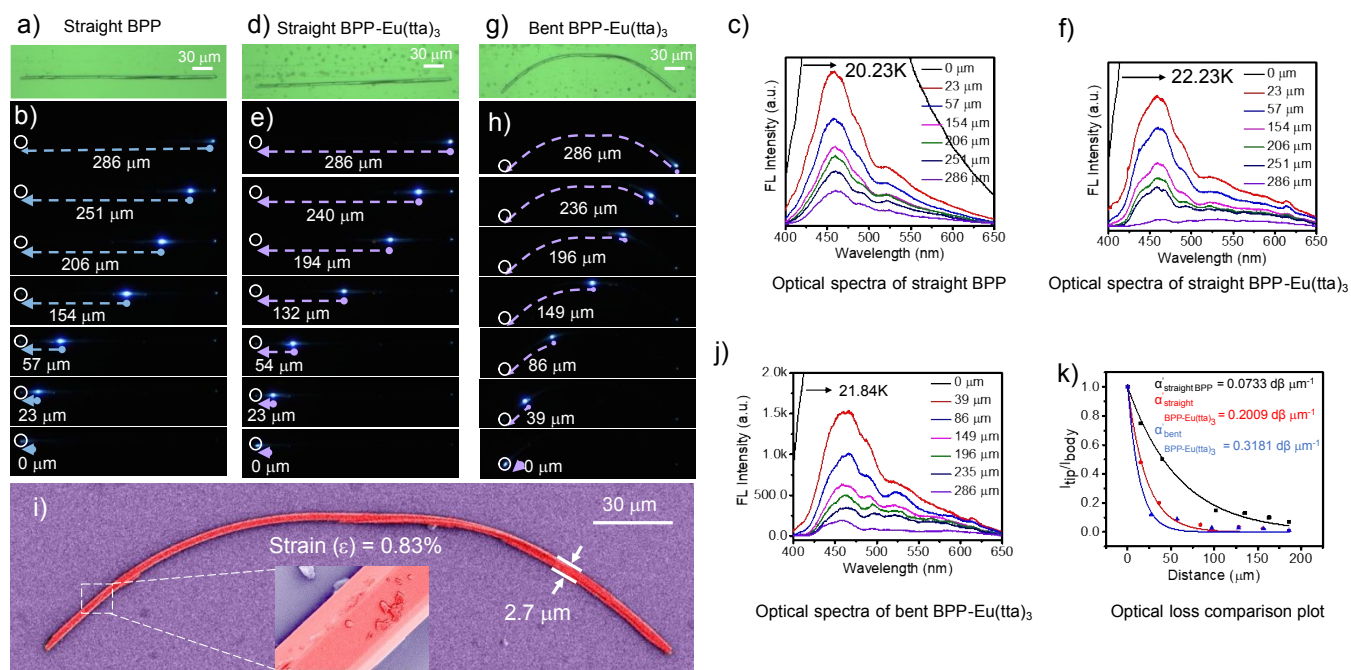 a)
Straight BPP
30 μm
b)
286 μm
251 μm
206 μm
154 μm
57 μm
23 μm
0 μm
d)
Straight BPP-Eu(tta)₃
30 μm
e)
286 μm
240 μm
194 μm
132 μm
54 μm
23 μm
0 μm
g)
Bent BPP-Eu(tta)₃
30 μm
h)
286 μm
236 μm
196 μm
149 μm
86 μm
39 μm
0 μm
c)
20.23K
0 μm
23 μm
57 μm
154 μm
206 μm
251 μm
286 μm
FL Intensity (a.u.)
400 450 500 550 600 650
Wavelength (nm)
Optical spectra of straight BPP
f)
22.23K
0 μm
23 μm
57 μm
154 μm
206 μm
251 μm
286 μm
FL Intensity (a.u.)
400 450 500 550 600 650
Wavelength (nm)
Optical spectra of straight BPP-Eu(tta)₃
i)
30 μm
Strain (ε) = 0.83%
2.7 μm
j)
21.84K
0 μm
39 μm
86 μm
149 μm
196 μm
235 μm
286 μm
FL Intensity (a.u.)
2.0k
1.5k
1.0k
500.0
0.0
400 450 500 550 600 650
Wavelength (nm)
Optical spectra of bent BPP-Eu(tta)₃
k)
α'straight BPP = 0.0733 dβ μm⁻¹
α'straight
BPP-Eu(tta)₃ = 0.2009 dβ μm⁻¹
α'bent
BPP-Eu(tta)₃ = 0.3181 dβ μm⁻¹
Itip/Ibody
1.0
0.8
0.6
0.4
0.2
0.0
0 50 100 150 200
Distance (μm)
Optical loss comparison plot